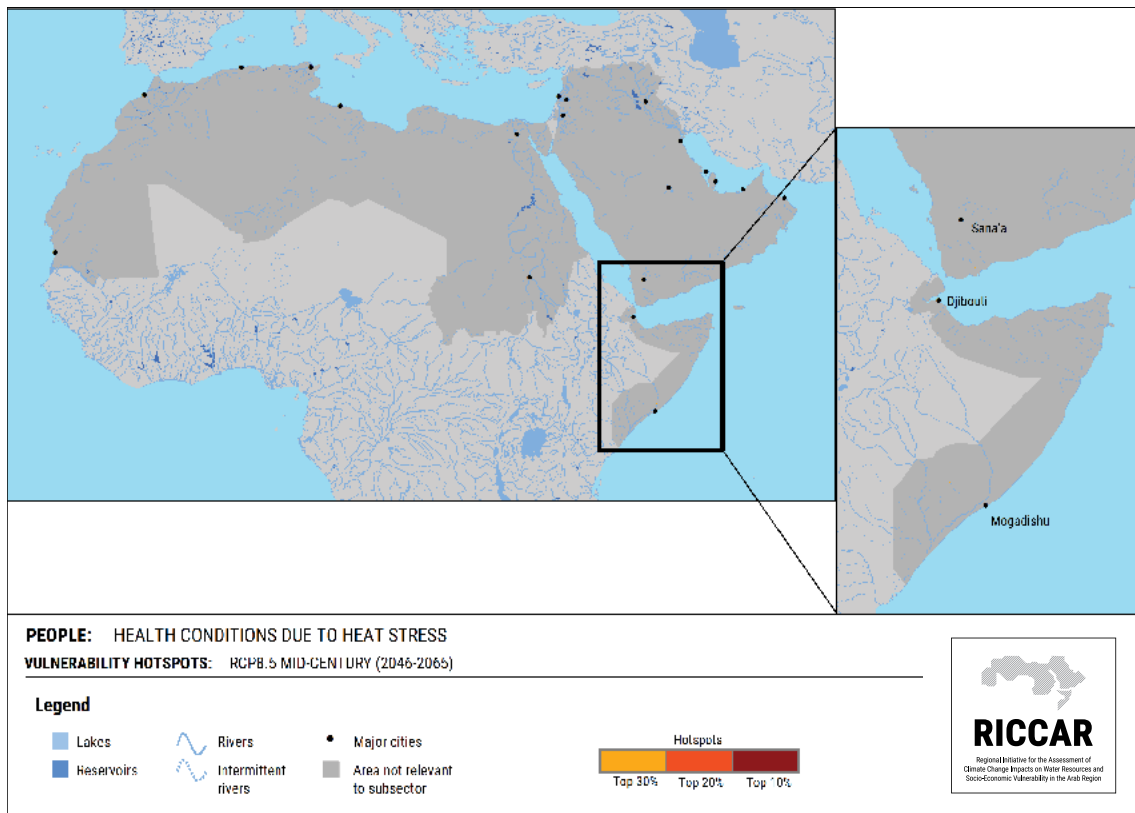 Sana'a
Djibouti
Mogadishu
PEOPLE: HEALTH CONDITIONS DUE TO HEAT STRESS
VULNERABILITY HOTSPOTS: RCP8.5 MID-CENTURY (2046-2065)
Legend
Lakes
Rivers
Major cities
Reservoirs
Intermittent
rivers
Area not relevant
to subsector
Hotspots
Top 30% Top 20% Top 10%
RICCAR
Regional Initiative for the Assessment of
Climate Change Impacts on Water Resources and
Socio-Economic Vulnerability in the Arab Region